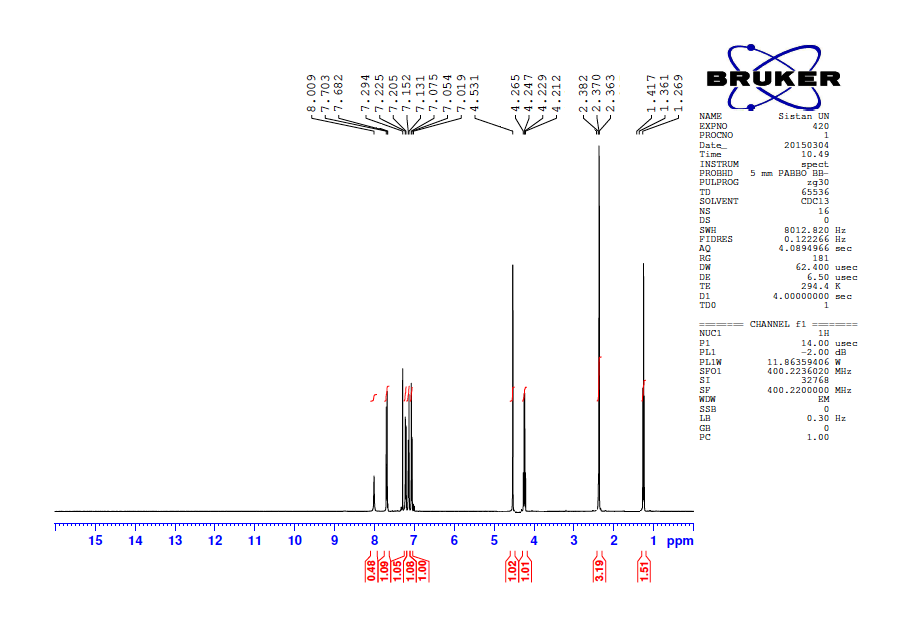 8.009
7.703
7.682
7.294
7.225
7.205
7.152
7.131
7.075
7.054
7.019
4.531
4.265
4.247
4.229
4.212
2.382
2.370
2.363
1.417
1.361
1.269
BRUKER
NAME Sistan UN
EXPNO 420
PROCNO 1
Date_ 20150304
Time 10.49
INSTRUM spect
PROBHD 5 mm PABBO BB-
PULPROG zg30
TD 65536
SOLVENT CDCl3
NS 16
DS 0
SWH 8012.820 Hz
FIDRES 0.122266 Hz
AQ 4.0894966 sec
RG 181
DW 62.400 usec
DE 6.50 usec
TE 294.4 K
D1 4.00000000 sec
TD0 1
======== CHANNEL f1 ========
NUC1 1H
P1 14.00 usec
PL1 -2.00 dB
PL1W 11.86359406 W
SFO1 400.2236020 MHz
SI 32768
SF 400.2200000 MHz
WDW EM
SSB 0
LB 0.30 Hz
GB 0
PC 1.00
15 14 13 12 11 10 9 8 7 6 5 4 3 2 1 ppm
0.48
1.09
1.05
1.08
1.00
1.02
1.01
3.19
1.51